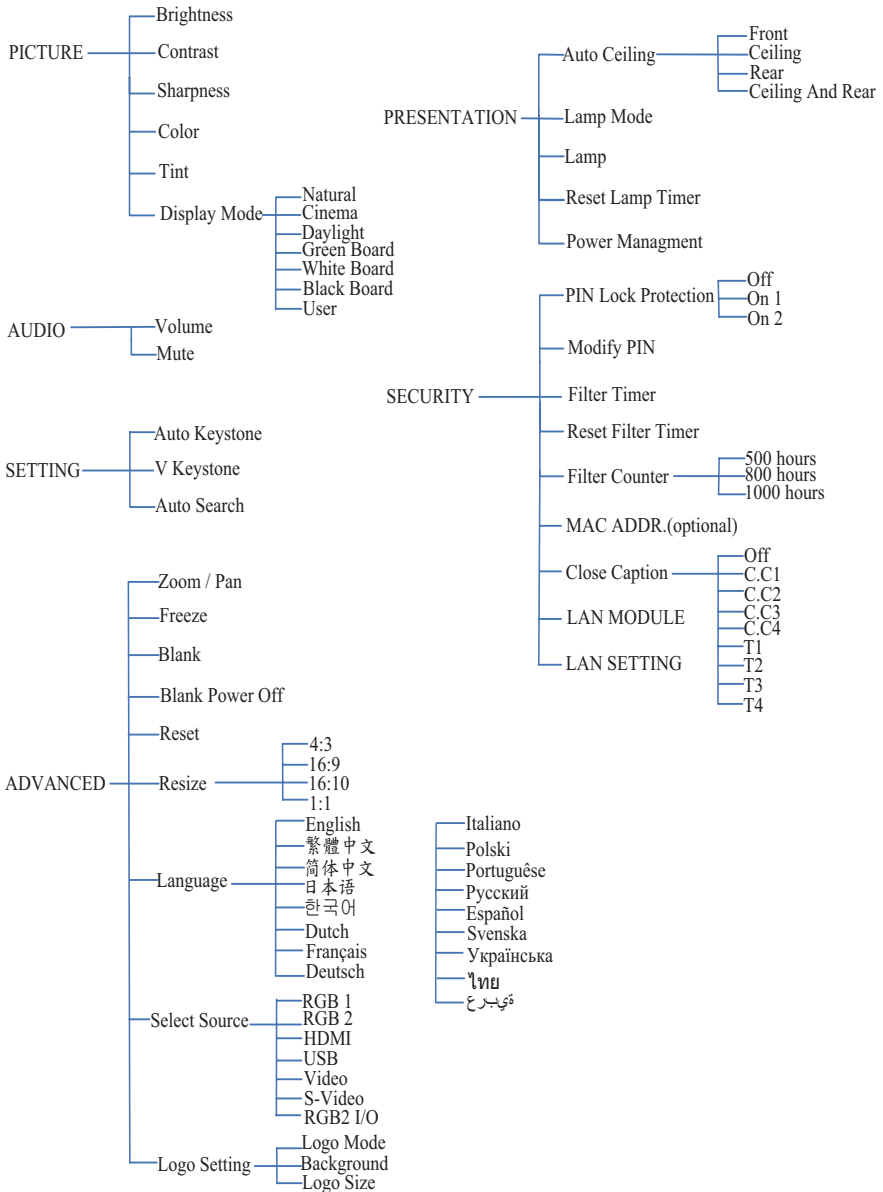 PICTURE
Brightness
Contrast
Sharpness
Color
Tint
Display Mode
Natural
Cinema
Daylight
Green Board
White Board
Black Board
User
AUDIO
Volume
Mute
SETTING
Auto Keystone
V Keystone
Auto Search
ADVANCED
Zoom / Pan
Freeze
Blank
Blank Power Off
Reset
Resize
4:3
16:9
16:10
1:1
Language
English
繁體中文
简体中文
日本语
한국어
Dutch
Français
Deutsch
Italiano
Polski
Portuguêse
Русский
Español
Svenska
Українська
ไทย
ةيبرع
Select Source
RGB 1
RGB 2
HDMI
USB
Video
S-Video
RGB2 I/O
Logo Setting
Logo Mode
Background
Logo Size
PRESENTATION
Auto Ceiling
Front
Ceiling
Rear
Ceiling And Rear
Lamp Mode
Lamp
Reset Lamp Timer
Power Managment
SECURITY
PIN Lock Protection
Off
On 1
On 2
Modify PIN
Filter Timer
Reset Filter Timer
Filter Counter
500 hours
800 hours
1000 hours
MAC ADDR.(optional)
Close Caption
Off
C.C1
C.C2
C.C3
C.C4
T1
T2
T3
T4
LAN MODULE
LAN SETTING